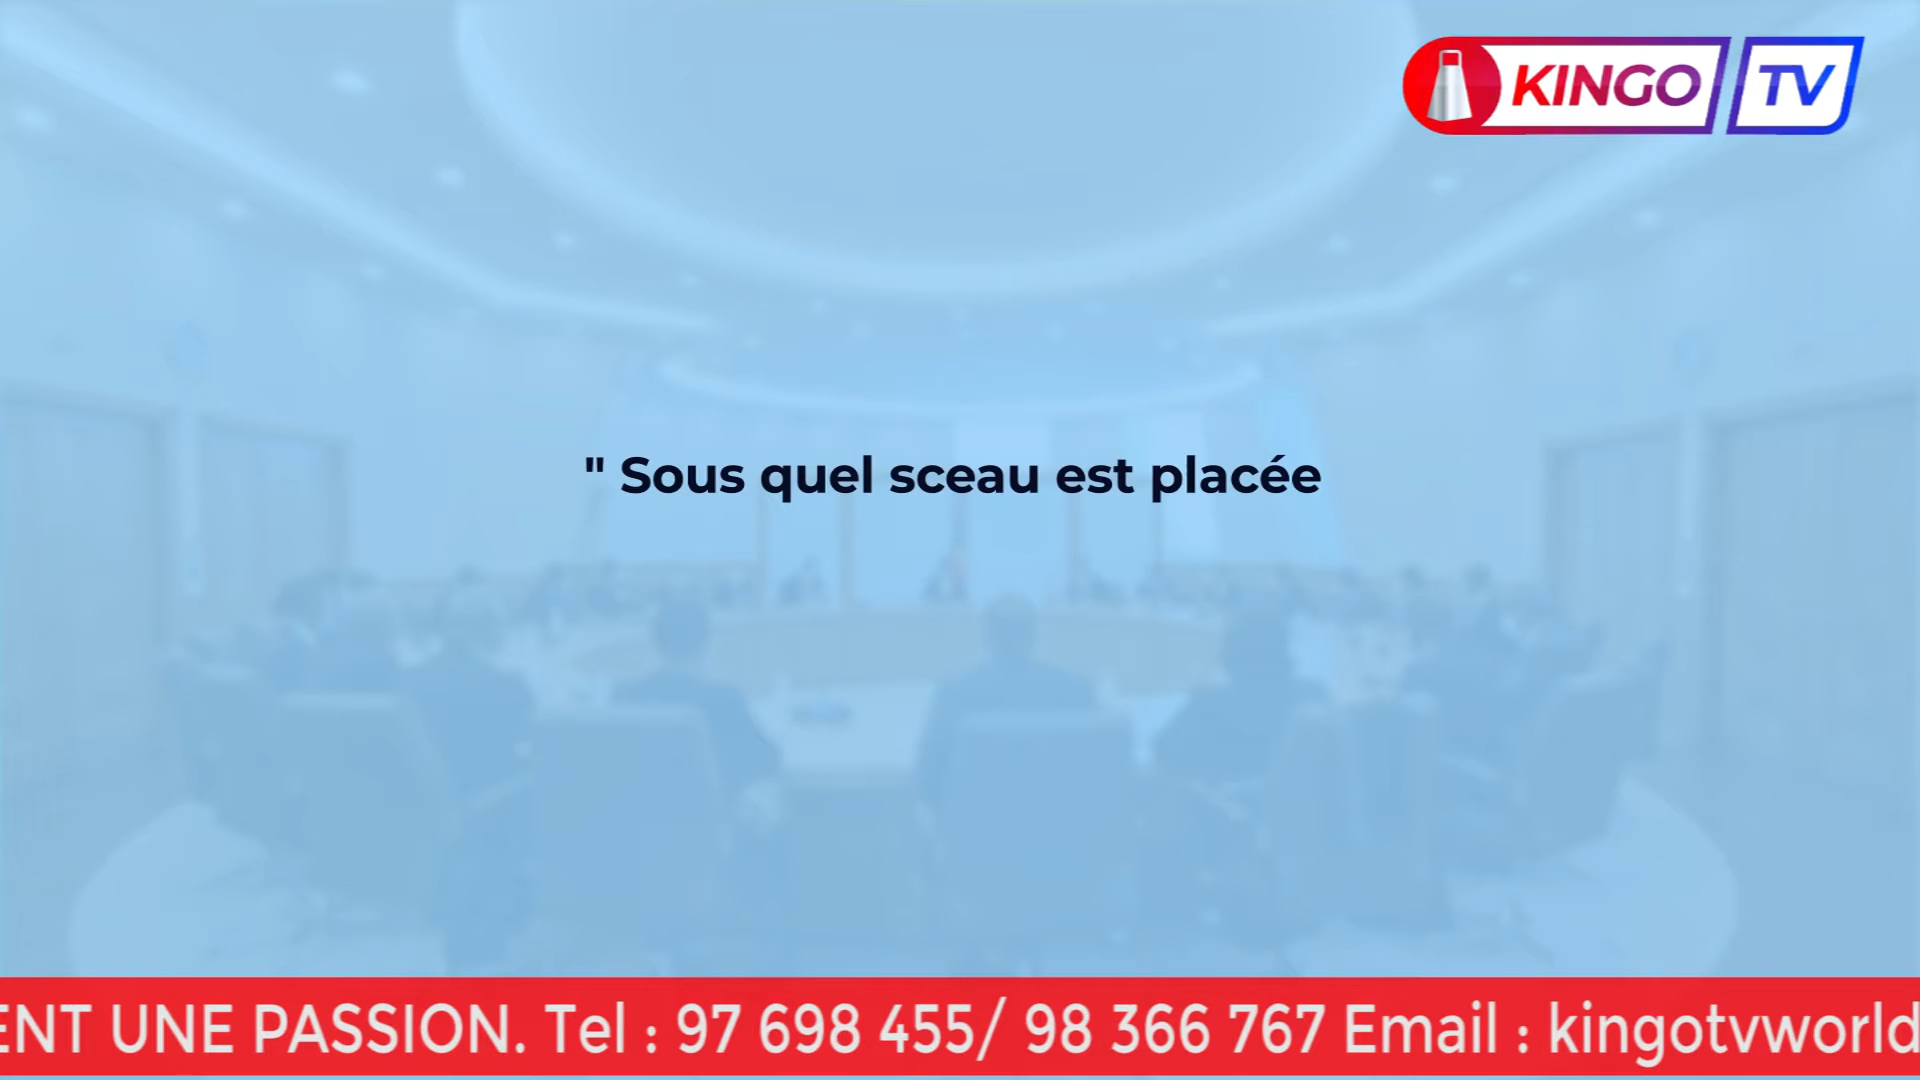 KINGO TV
" Sous quel sceau est placée
ENT UNE PASSION. Tel : 97 698 455/ 98 366 767 Email : kingotvworld